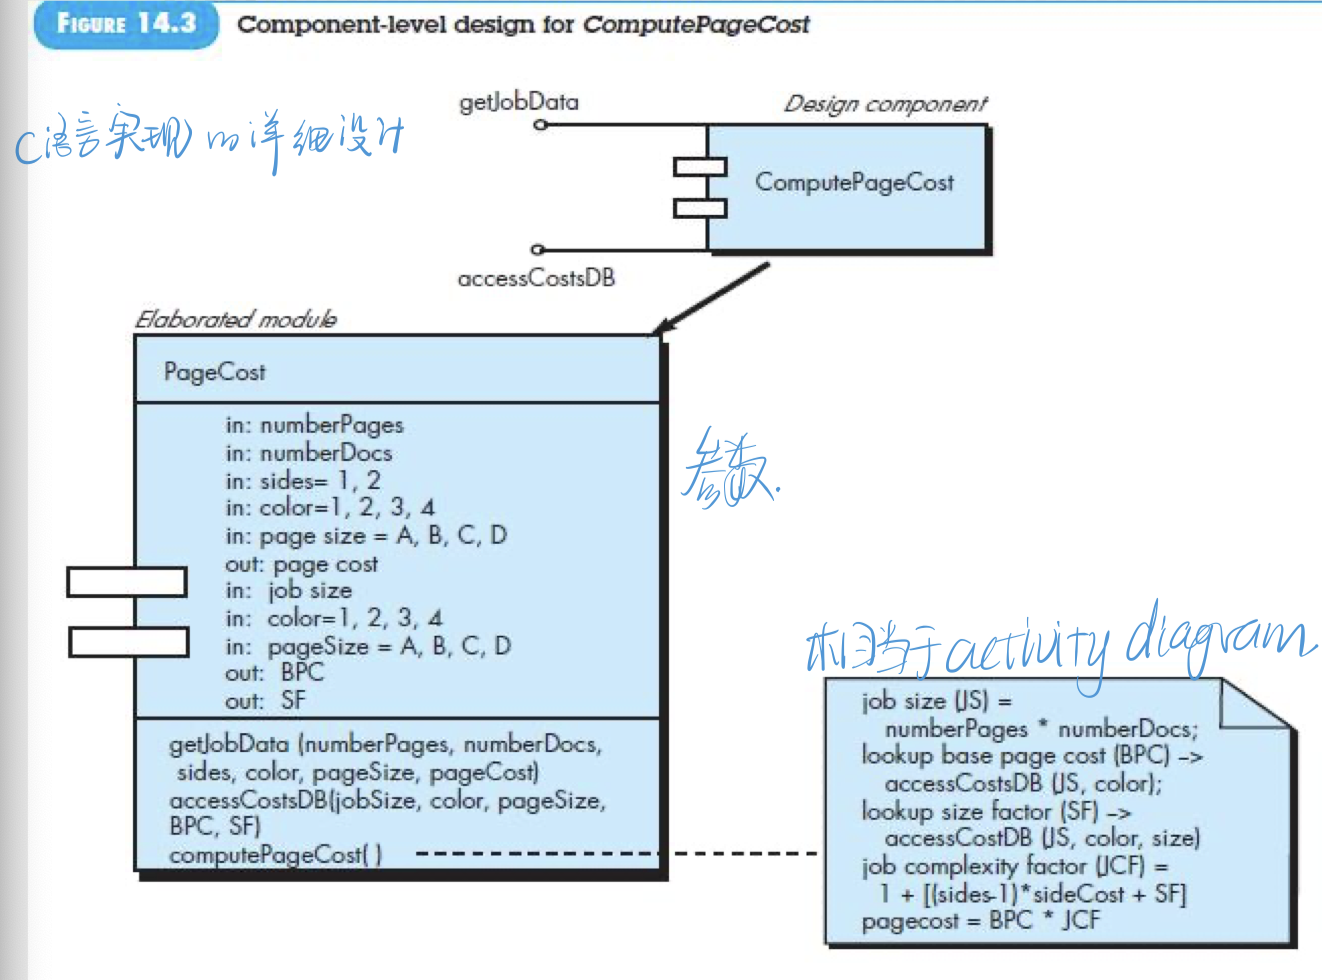 FIGURE 14.3 Component-level design for ComputePageCost
C语言实现的详细设计
getJobData
Design component
ComputePageCost
accessCostsDB
Elaborated module
PageCost
in: numberPages
in: numberDocs
in: sides= 1, 2
in: color=1, 2, 3, 4
in: page size = A, B, C, D
out: page cost
in: job size
in: color=1, 2, 3, 4
in: pageSize = A, B, C, D
out: BPC
out: SF
参数.
getJobData (numberPages, numberDocs,
sides, color, pageSize, pageCost)
accessCostsDB(jobSize, color, pageSize,
BPC, SF)
computePageCost( )
相当于activity diagram
job size (JS) =
numberPages * numberDocs;
lookup base page cost (BPC) ->
accessCostsDB (JS, color);
lookup size factor (SF) ->
accessCostDB (JS, color, size)
job complexity factor (JCF) =
1 + [(sides-1)*sideCost + SF]
pagecost = BPC * JCF